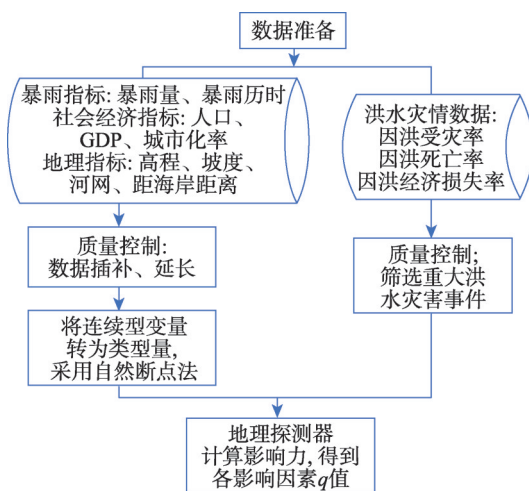 数据准备
暴雨指标: 暴雨量、暴雨历时
社会经济指标: 人口、
GDP、城市化率
地理指标: 高程、坡度、
河网、距海岸距离
洪水灾情数据:
因洪受灾率
因洪死亡率
因洪经济损失率
质量控制:
数据插补、延长
质量控制;
筛选重大洪
水灾害事件
将连续型变量
转为类型量,
采用自然断点法
地理探测器
计算影响力, 得到
各影响因素q值